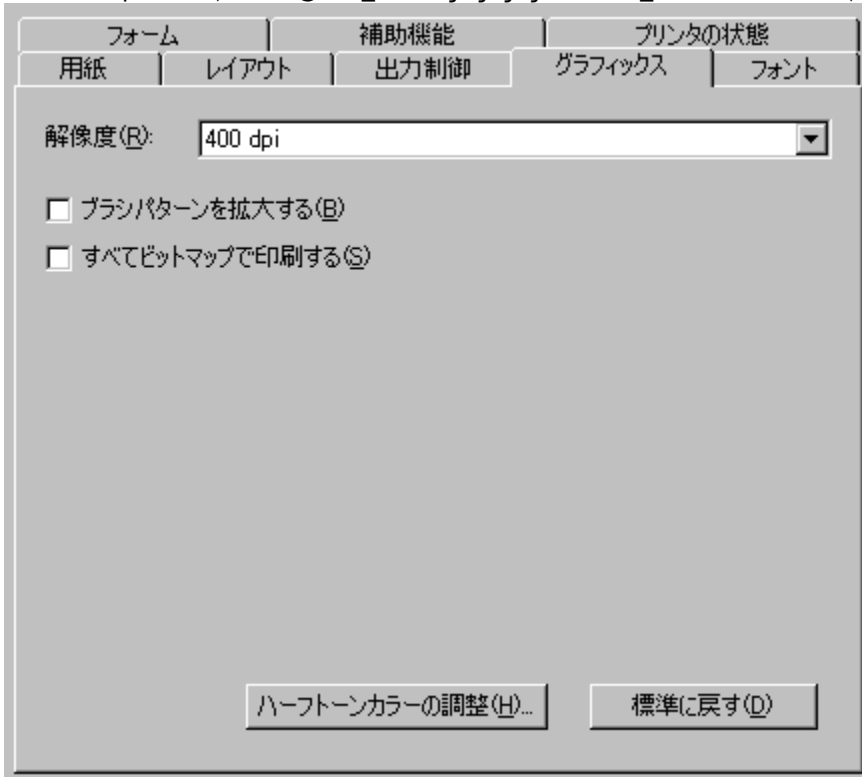 フォーム 補助機能 プリンタの状態
用紙 レイアウト 出力制御 グラフィックス フォント
解像度(R): 400 dpi
ブラシパターンを拡大する(B)
すべてビットマップで印刷する(S)
ハーフトーンカラーの調整(H)... 標準に戻す(D)